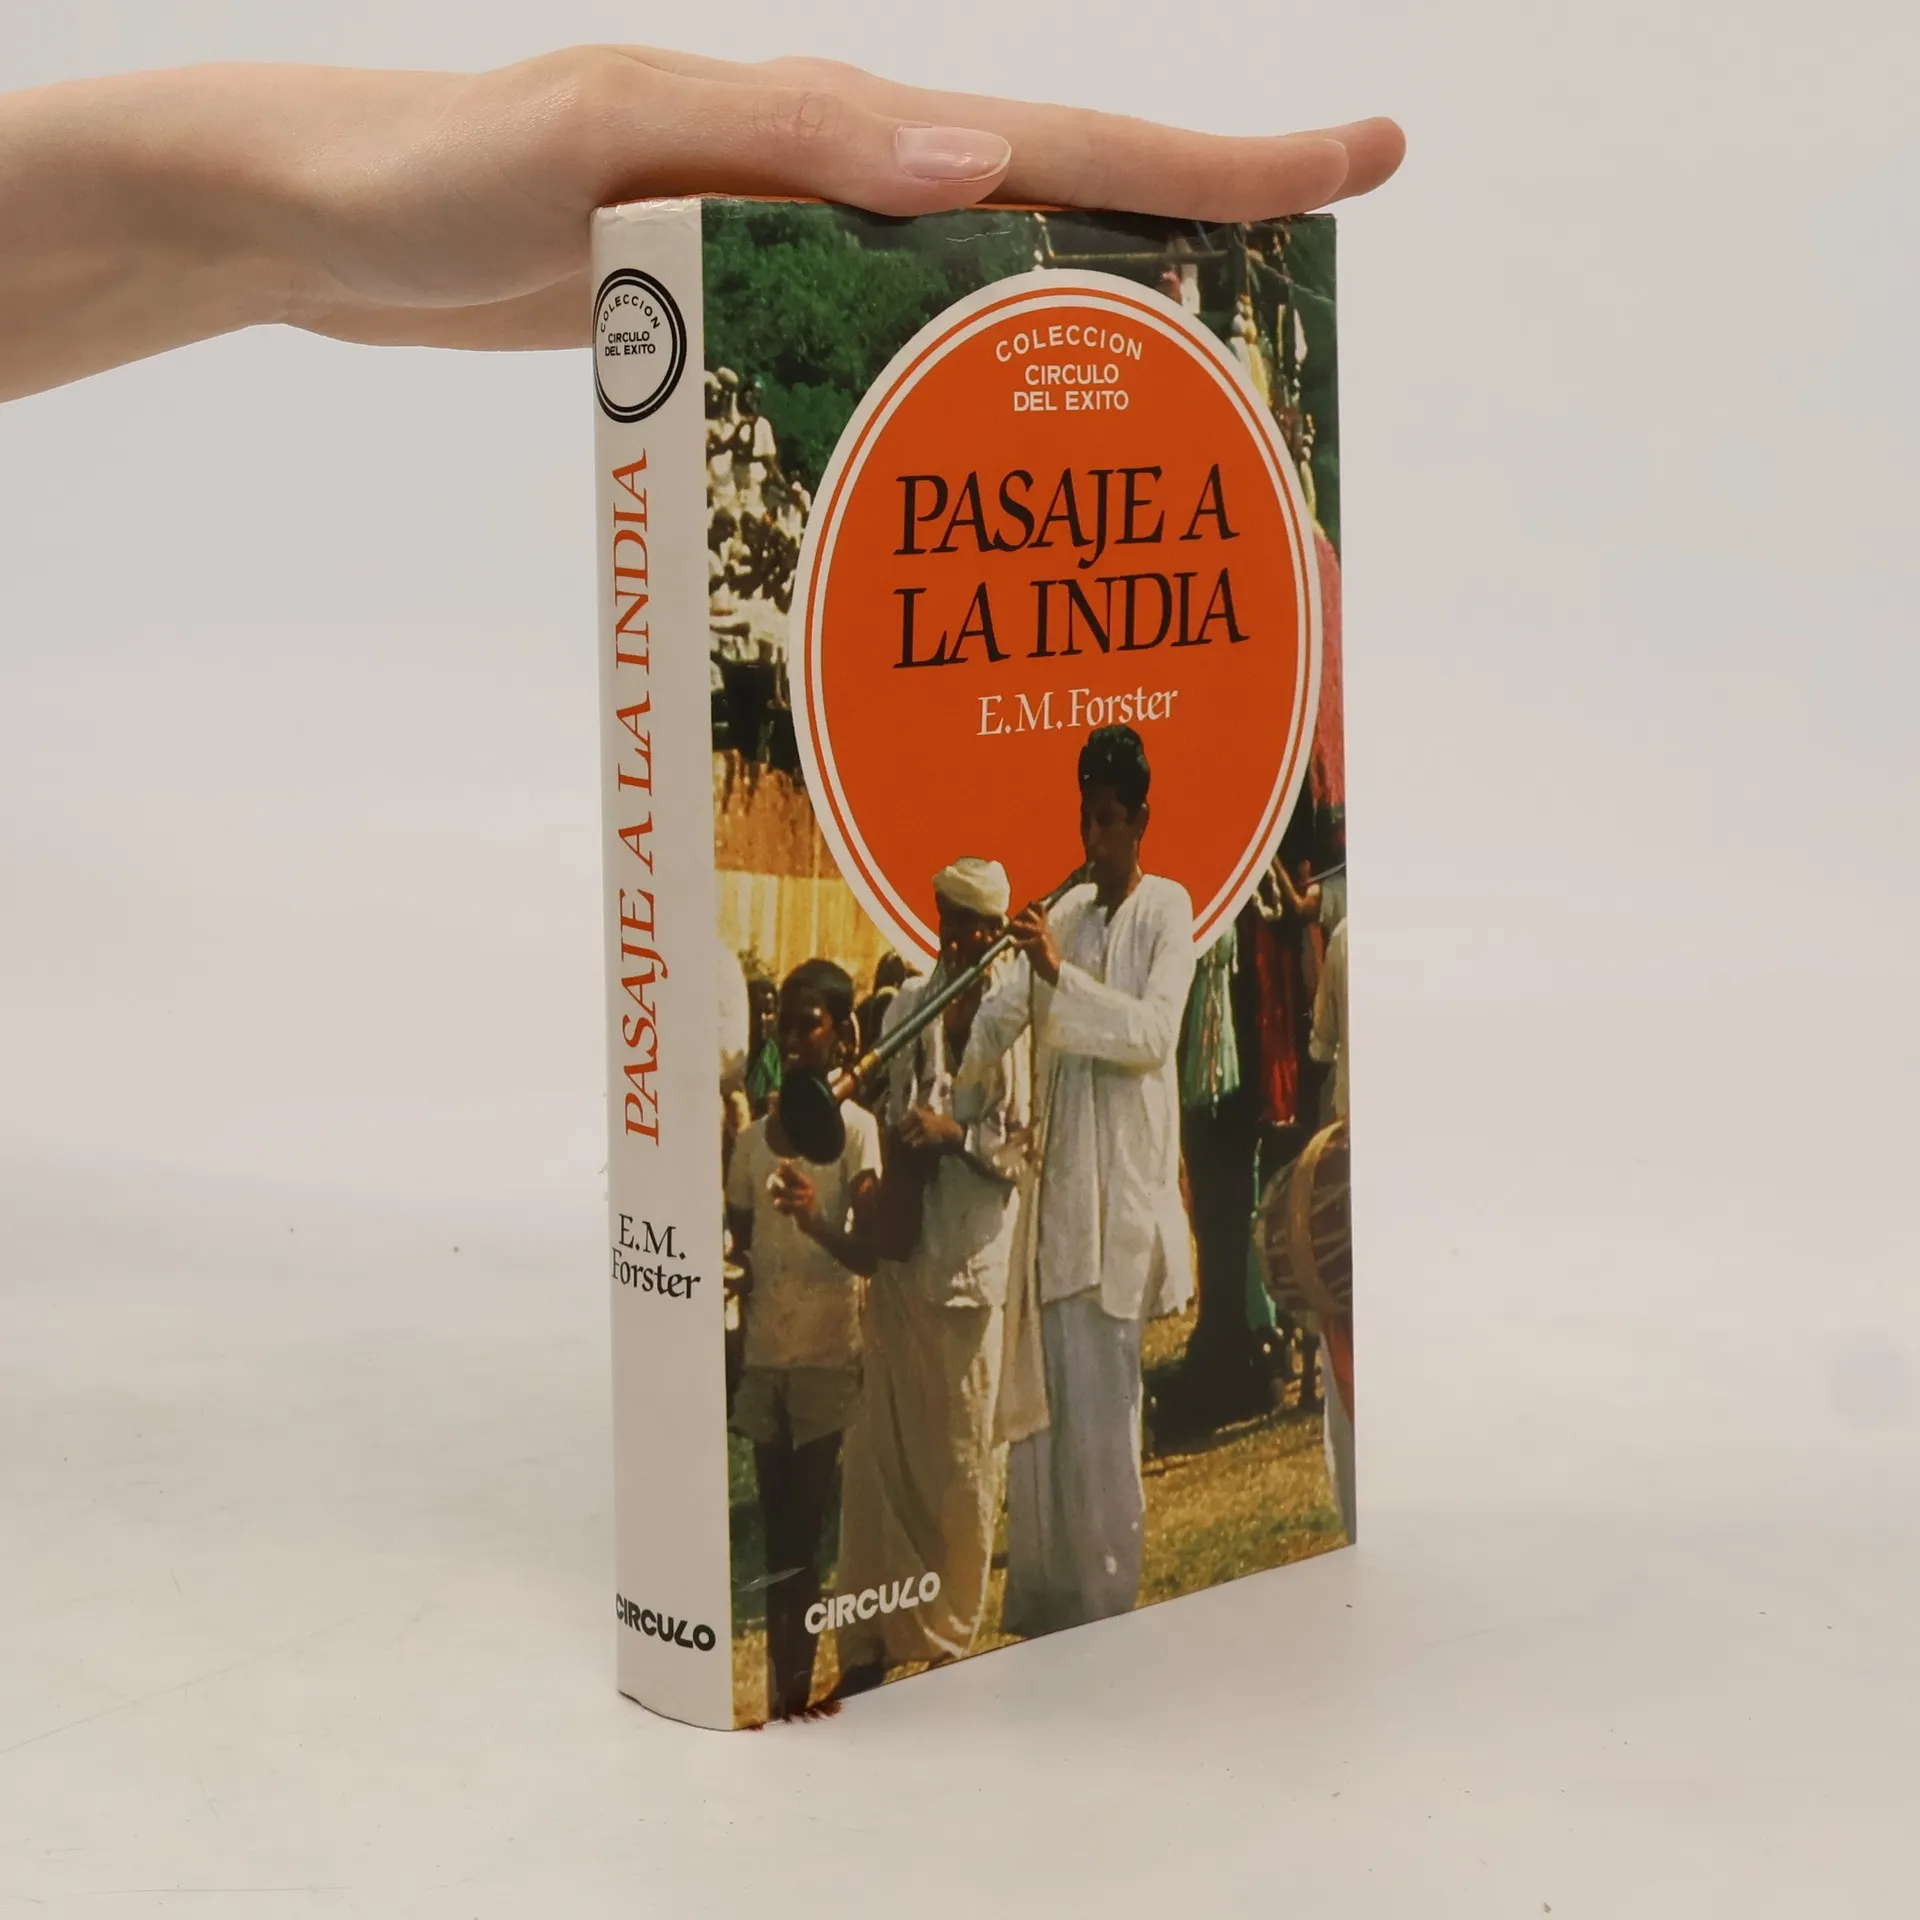 COLECCION
CIRCULO
DEL EXITO
PASAJE A LA INDIA
E.M.
Forster
CIRCULO
COLECCION
CIRCULO
DEL EXITO
PASAJE A
LA INDIA
E.M. Forster
CIRCULO